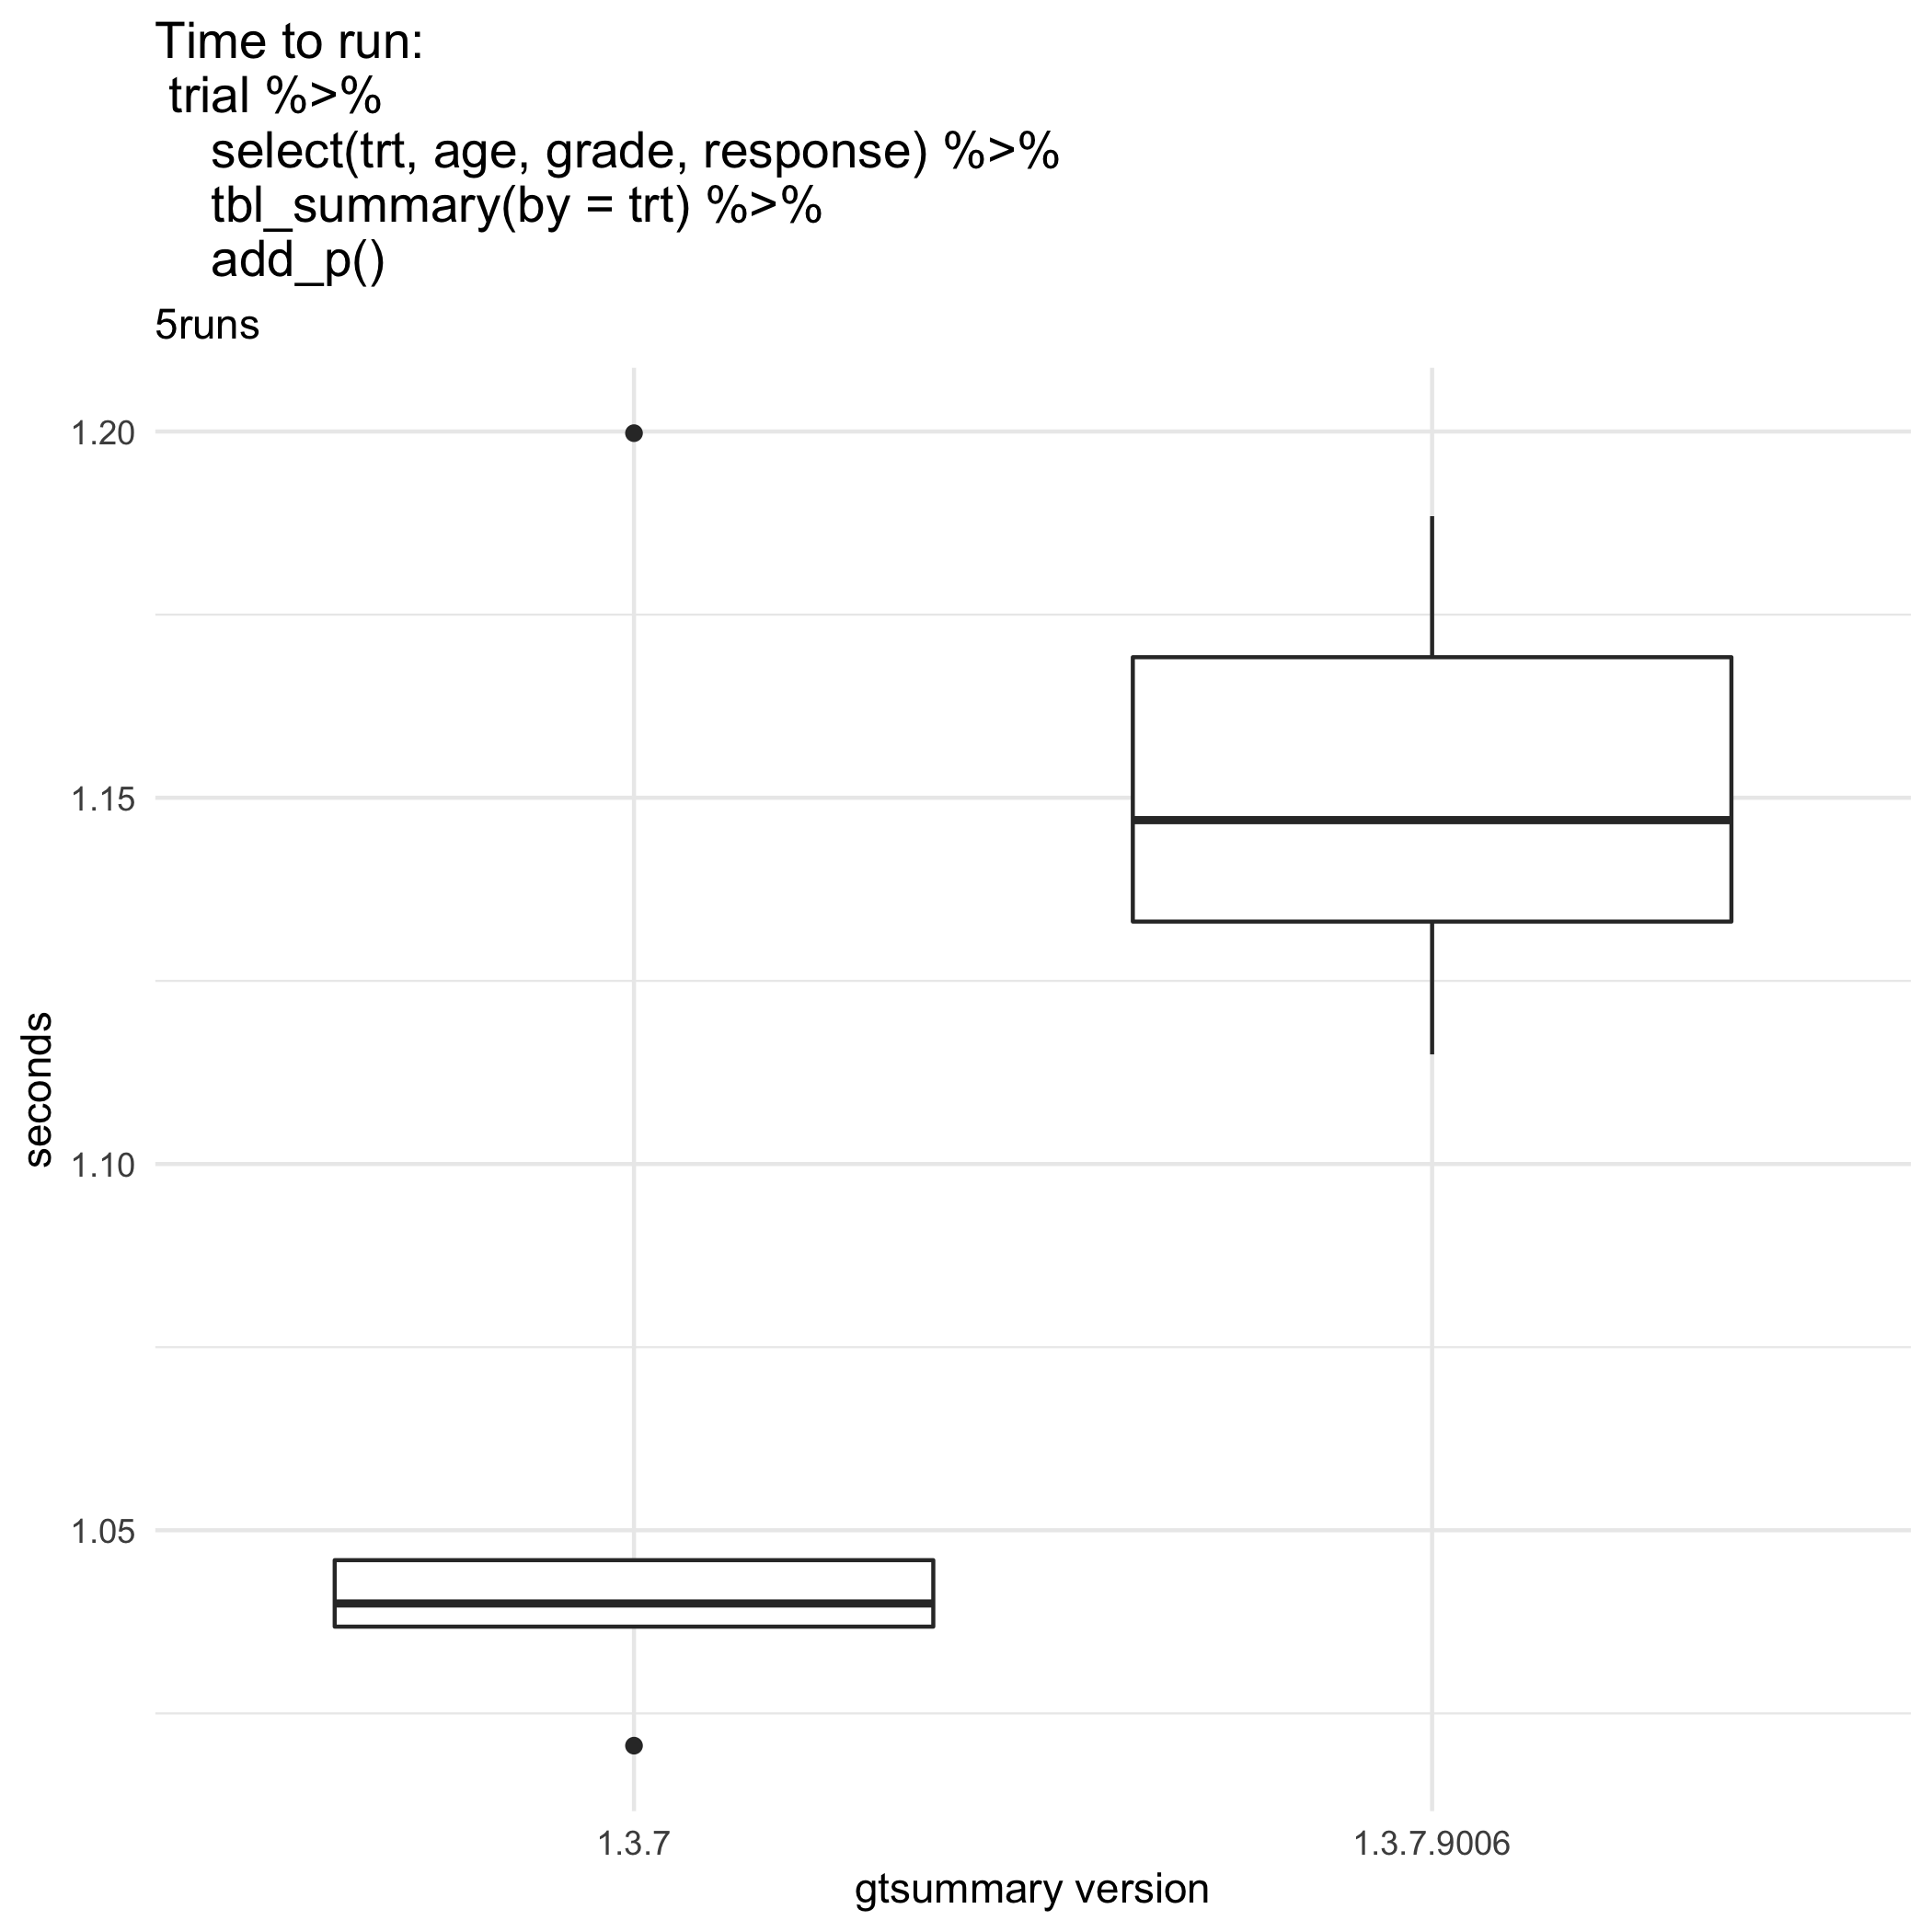 Time to run:
trial %>%
select(trt, age, grade, response) %>%
tbl_summary(by = trt) %>%
add_p()
5runs
1.20
1.15
1.10
1.05
seconds
1.3.7
1.3.7.9006
gtsummary version